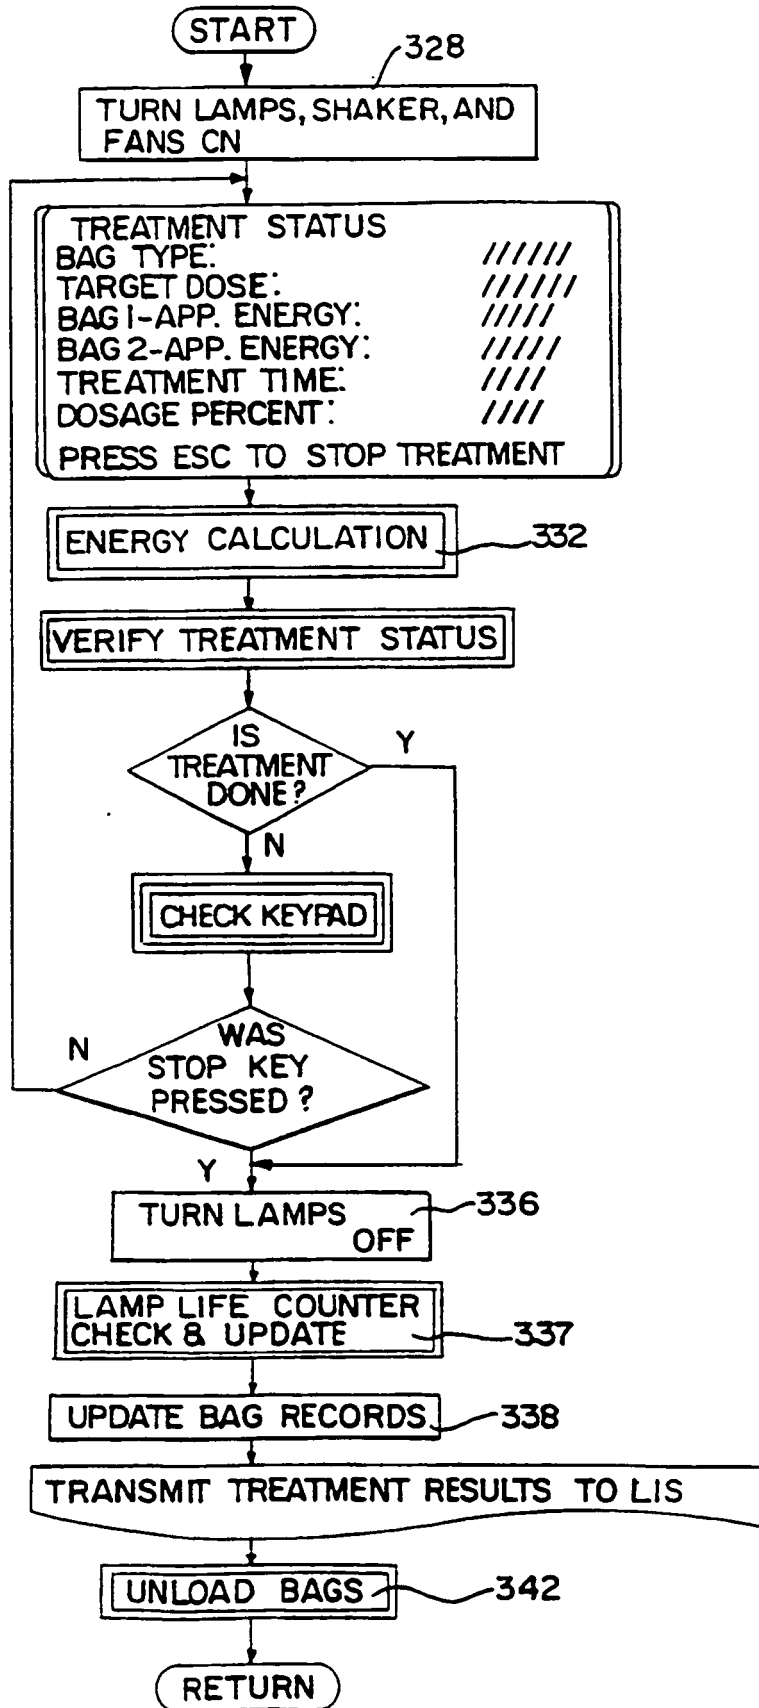 START
328
TURN LAMPS, SHAKER, AND
FANS CN
TREATMENT STATUS
BAG TYPE: //////
TARGET DOSE: //////
BAG 1-APP. ENERGY: /////
BAG 2-APP. ENERGY: /////
TREATMENT TIME: ////
DOSAGE PERCENT: ////
PRESS ESC TO STOP TREATMENT
ENERGY CALCULATION 332
VERIFY TREATMENT STATUS
IS
TREATMENT
DONE?
Y
N
CHECK KEYPAD
WAS
STOP KEY
PRESSED?
N
Y
TURN LAMPS
OFF
336
LAMP LIFE COUNTER
CHECK & UPDATE 337
UPDATE BAG RECORDS 338
TRANSMIT TREATMENT RESULTS TO LIS
UNLOAD BAGS 342
RETURN